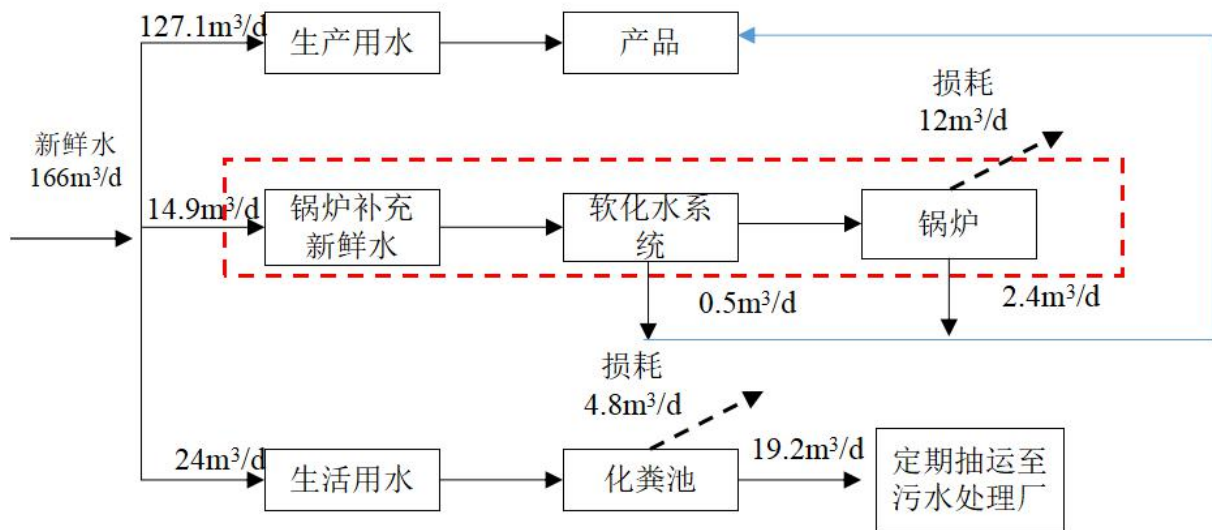 127.1m³/d
生产用水
产品
损耗
12m³/d
新鲜水
166m³/d
14.9m³/d
锅炉补充
新鲜水
软化水系
统
锅炉
0.5m³/d
2.4m³/d
损耗
4.8m³/d
24m³/d
生活用水
化粪池
19.2m³/d
定期抽运至
污水处理厂